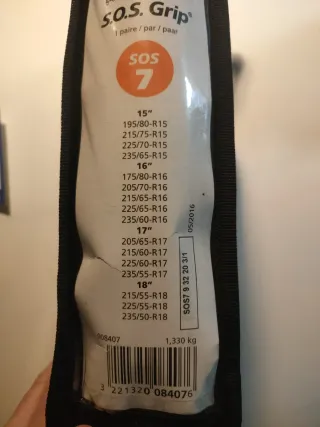 S.O.S. Grip®
1 paire / par / paar
SOS
7
15"
195/80-R15
215/75-R15
225/70-R15
235/65-R15
16"
175/80-R16
205/70-R16
215/65-R16
225/65-R16
235/60-R16
17"
205/65-R17
215/60-R17
225/60-R17
235/55-R17
18"
215/55-R18
225/55-R18
235/50-R18
05/2016
SOS7 9 32 20 3/1
008407
1,330 kg
3 221320 084076